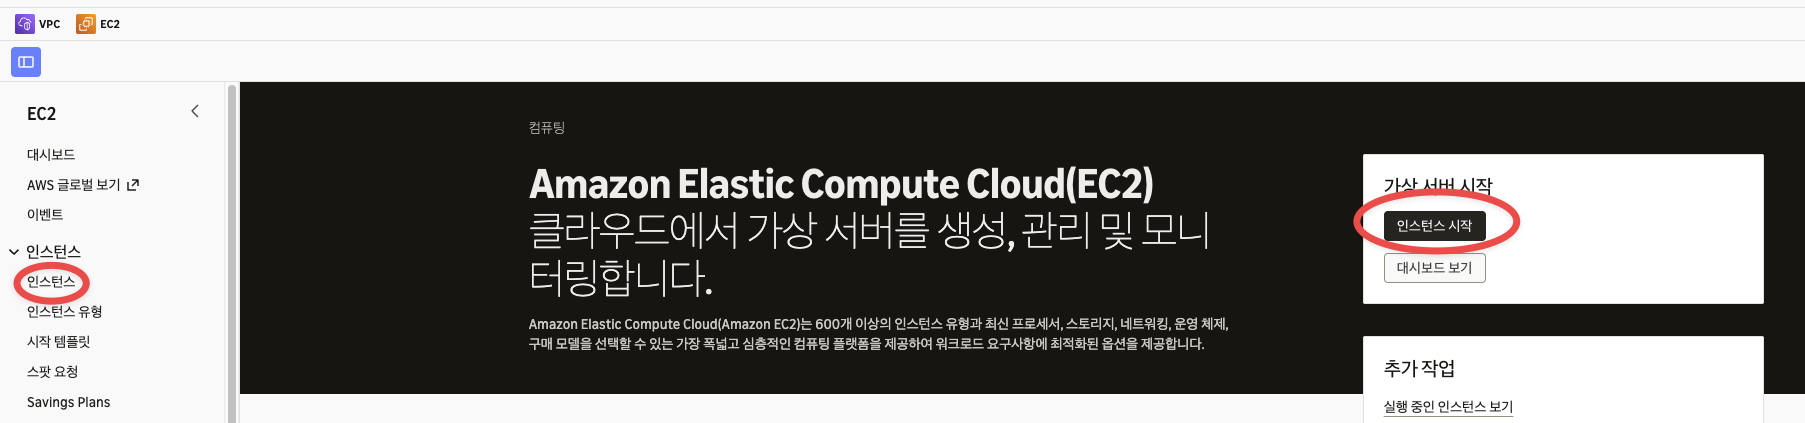 VPC EC2
EC2
대시보드
AWS 글로벌 보기
이벤트
인스턴스
인스턴스
인스턴스 유형
시작 템플릿
스팟 요청
Savings Plans
컴퓨팅
Amazon Elastic Compute Cloud(EC2)
클라우드에서 가상 서버를 생성, 관리 및 모니
터링합니다.
Amazon Elastic Compute Cloud(Amazon EC2)는 600개 이상의 인스턴스 유형과 최신 프로세서, 스토리지, 네트워킹, 운영 체제,
구매 모델을 선택할 수 있는 가장 폭넓고 심층적인 컴퓨팅 플랫폼을 제공하여 워크로드 요구사항에 최적화된 옵션을 제공합니다.
가상 서버 시작
인스턴스 시작
대시보드 보기
추가 작업
실행 중인 인스턴스 보기